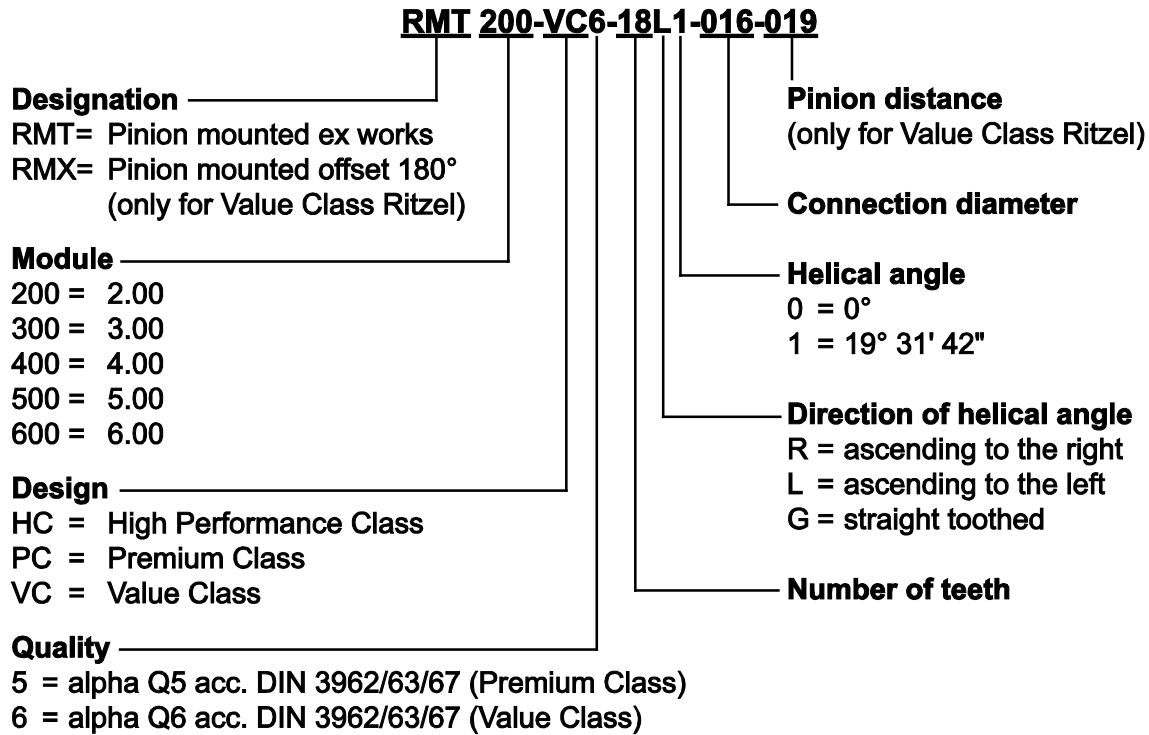 RMT 200-VC6-18L1-016-019
Designation
RMT= Pinion mounted ex works
RMX= Pinion mounted offset 180°
(only for Value Class Ritzel)
Module
200 = 2.00
300 = 3.00
400 = 4.00
500 = 5.00
600 = 6.00
Design
HC = High Performance Class
PC = Premium Class
VC = Value Class
Quality
5 = alpha Q5 acc. DIN 3962/63/67 (Premium Class)
6 = alpha Q6 acc. DIN 3962/63/67 (Value Class)
Pinion distance
(only for Value Class Ritzel)
Connection diameter
Helical angle
0 = 0°
1 = 19° 31' 42"
Direction of helical angle
R = ascending to the right
L = ascending to the left
G = straight toothed
Number of teeth